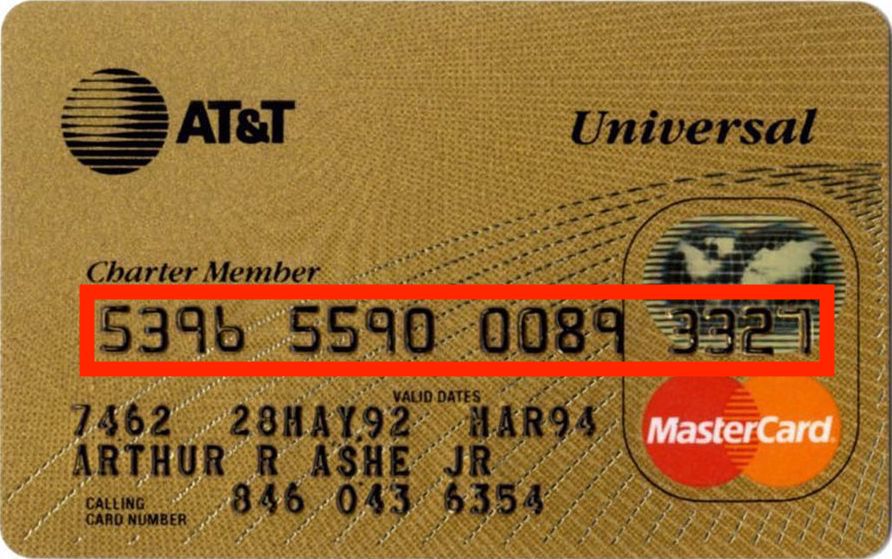 AT&T
Universal
Charter Member
5396 5590 0089 3327
VALID DATES
7462 28MAY92 MAR94
ARTHUR R ASHE JR
CALLING
CARD NUMBER
846 043 6354
MasterCard